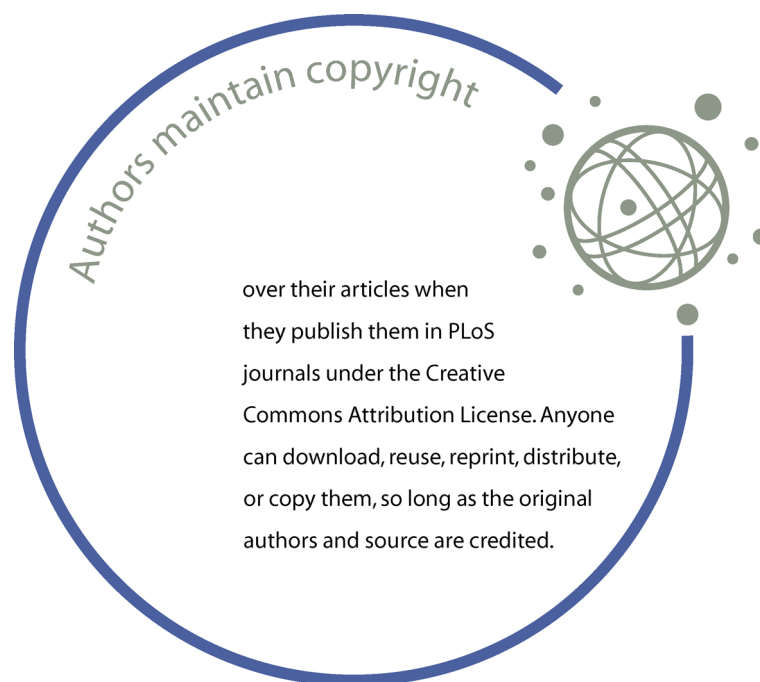 Authors maintain copyright
over their articles when
they publish them in PLoS
journals under the Creative
Commons Attribution License. Anyone
can download, reuse, reprint, distribute,
or copy them, so long as the original
authors and source are credited.